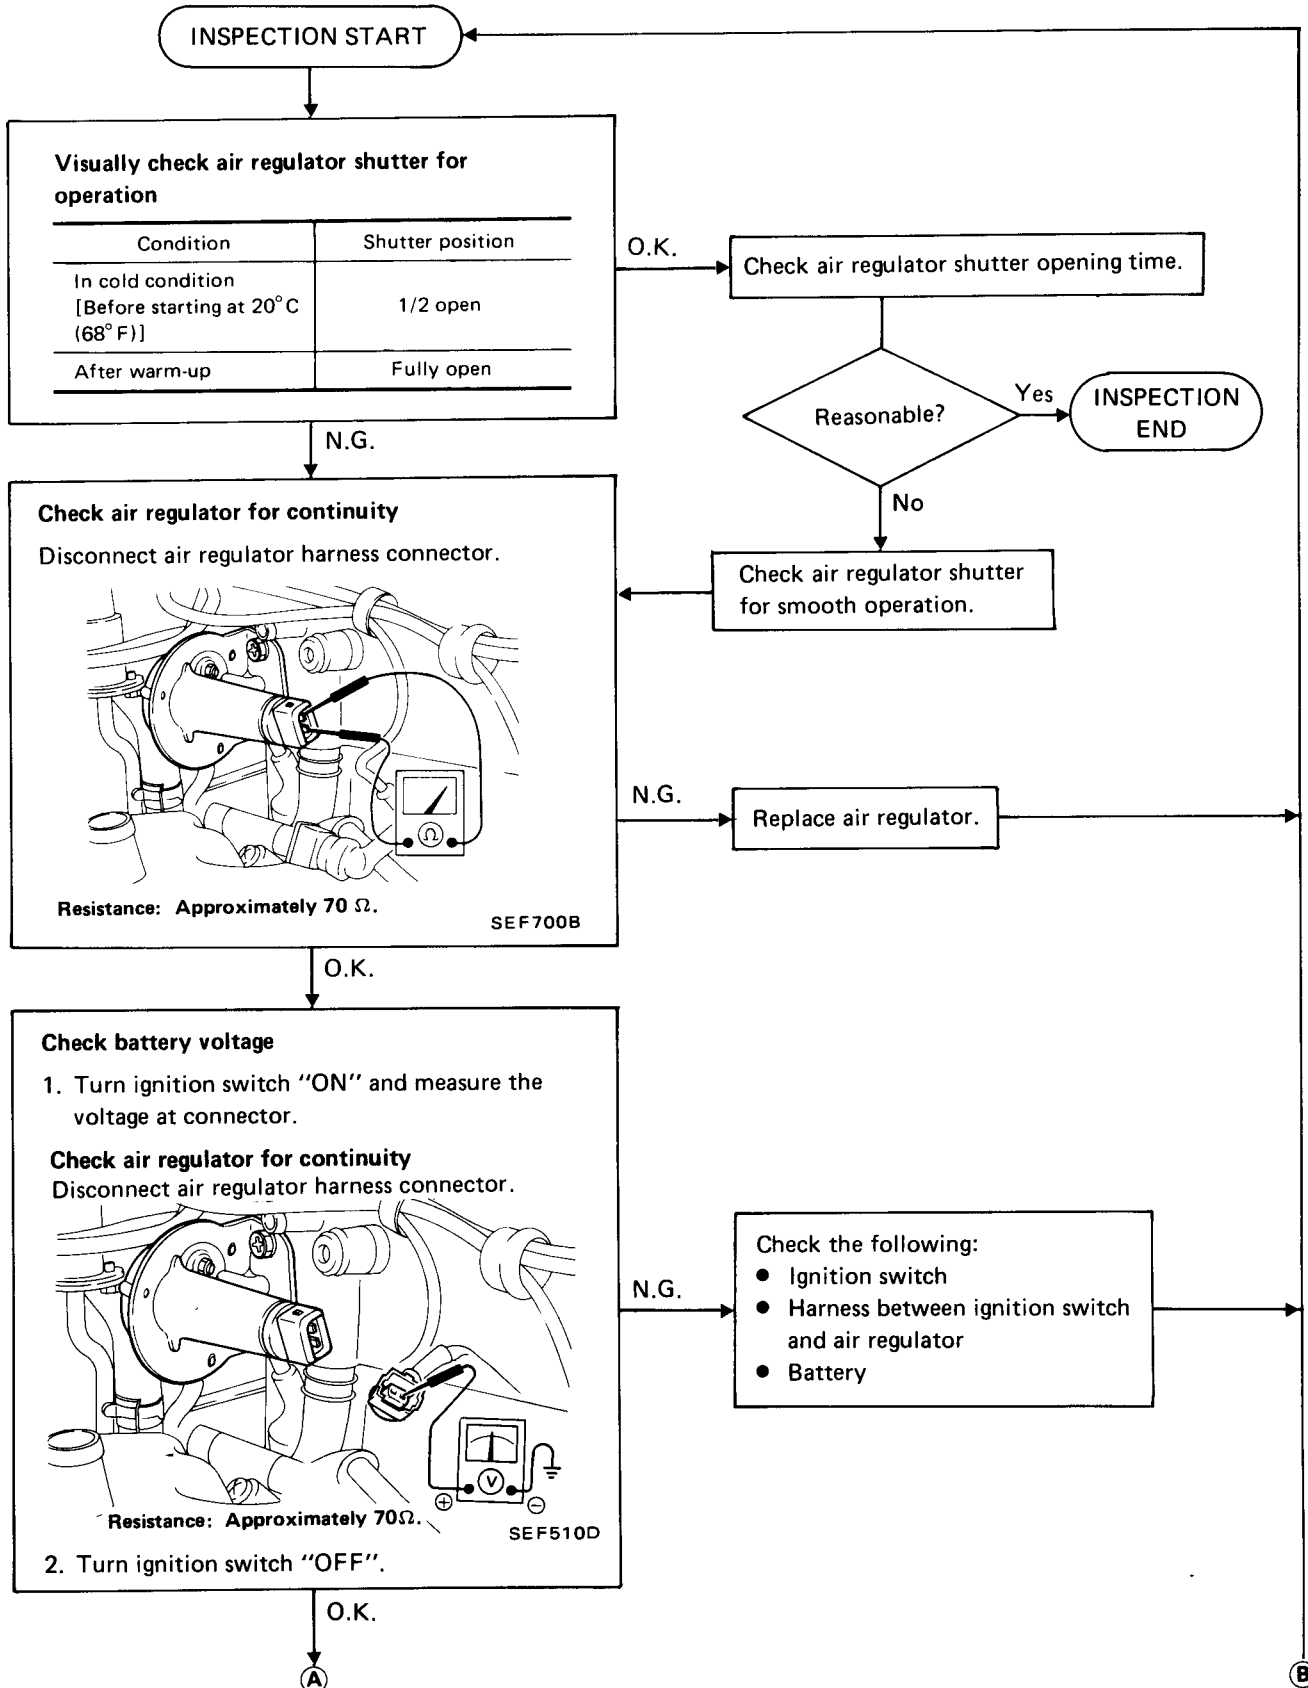 INSPECTION START
Visually check air regulator shutter for
operation
Condition
Shutter position
In cold condition
[Before starting at 20°C
(68°F)]
1/2 open
After warm-up
Fully open
O.K.
Check air regulator shutter opening time.
Reasonable?
Yes
INSPECTION
END
No
Check air regulator shutter
for smooth operation.
N.G.
Check air regulator for continuity
Disconnect air regulator harness connector.
Ω
Resistance: Approximately 70 Ω.
SEF700B
N.G.
Replace air regulator.
O.K.
Check battery voltage
1. Turn ignition switch "ON" and measure the
voltage at connector.
Check air regulator for continuity
Disconnect air regulator harness connector.
V
⊕
⊖
Resistance: Approximately 70Ω.
SEF510D
2. Turn ignition switch "OFF".
N.G.
Check the following:
● Ignition switch
● Harness between ignition switch
and air regulator
● Battery
O.K.
A
B